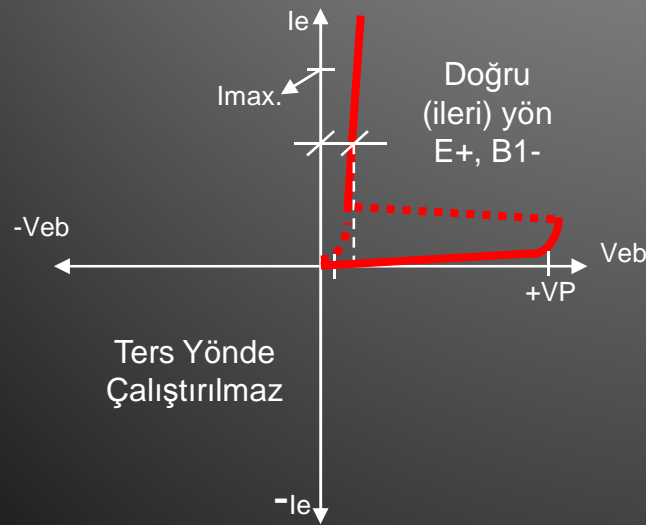 Ie
Imax.
Doğru
(ileri) yön
E+, B1-
-Veb
Veb
+VP
Ters Yönde
Çalıştırılmaz
-Ie